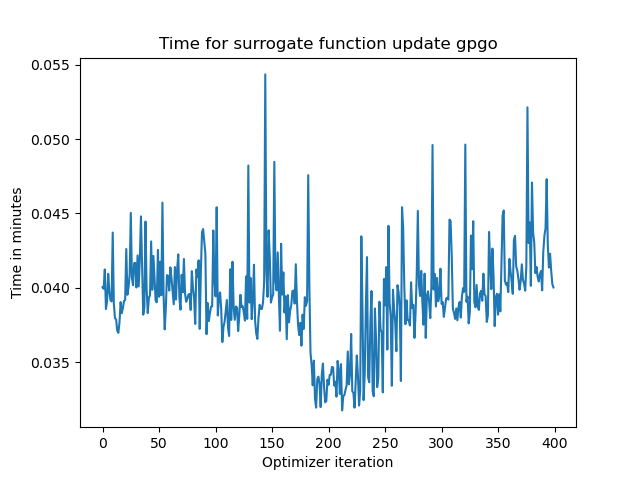 Time for surrogate function update gpgo
0.055
0.050
0.045
0.040
0.035
Time in minutes
0 50 100 150 200 250 300 350 400
Optimizer iteration